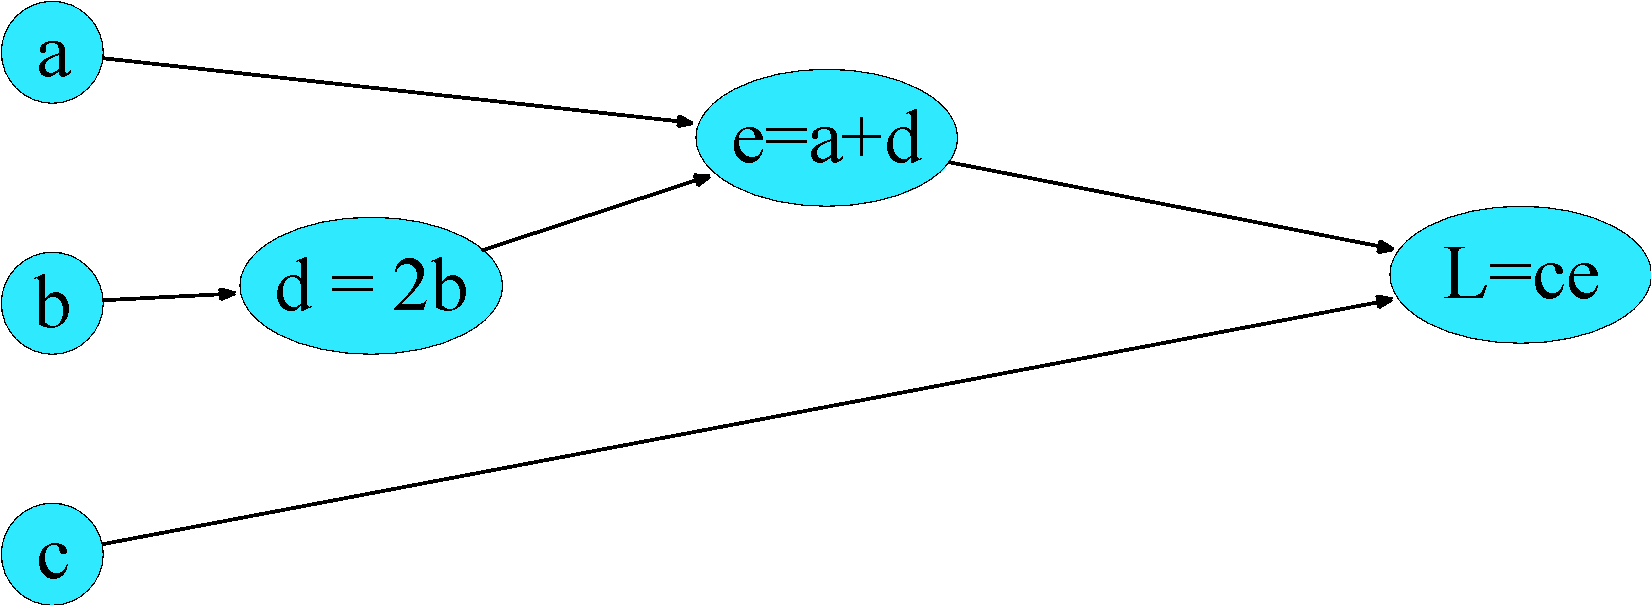 a
e=a+d
d = 2b
b
L=ce
c